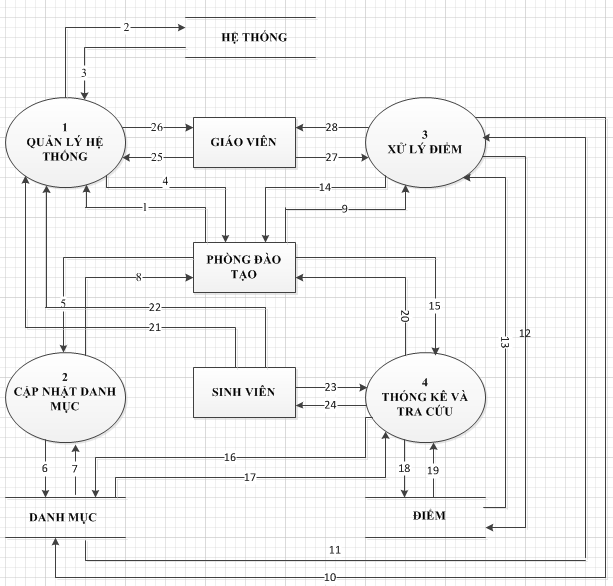 2
HỆ THỐNG
3
1
QUẢN LÝ HỆ
THỐNG
26
25
GIÁO VIÊN
28
27
3
XỬ LÝ ĐIỂM
4
14
1
9
PHÒNG ĐÀO
TẠO
8
5
22
21
15
20
13
12
2
CẬP NHẬT DANH
MỤC
SINH VIÊN
23
24
4
THỐNG KÊ VÀ
TRA CỨU
6
7
16
17
18
19
DANH MỤC
ĐIỂM
11
10